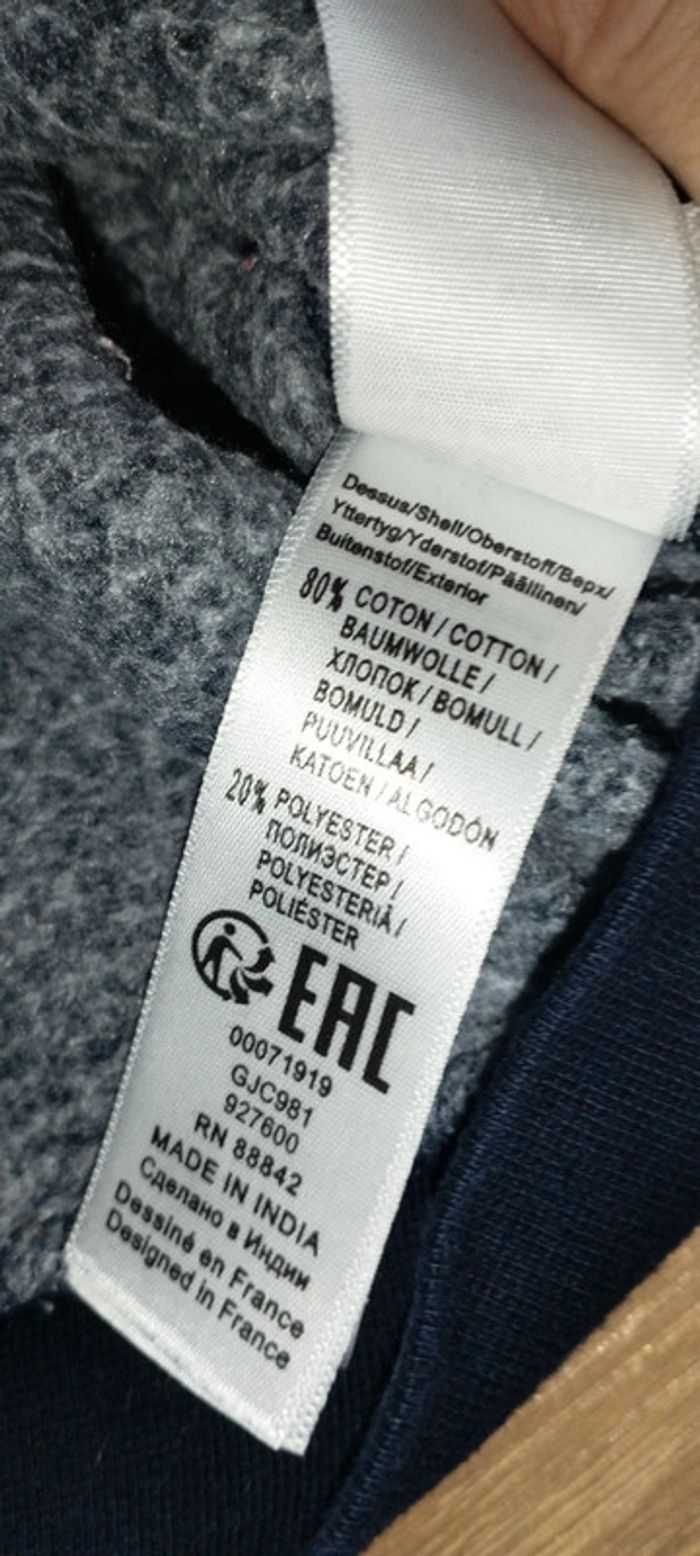 Dessus/Shell/Oberstoff/Верх/
Yttertyg/Yderstof/Päällinen/
Buitenstof/Exterior
80% COTON / COTTON /
BAUMWOLLE /
ХЛОПОК / BOMULL /
BOMULD /
PUUVILLAA /
KATOEN / ALGODÓN
20% POLYESTER /
ПОЛИЭСТЕР /
POLYESTERIÄ /
POLIÉSTER
EAC
00071919
GJC981
927600
RN 88842
MADE IN INDIA
Сделано в Индии
Dessiné en France
Designed in France